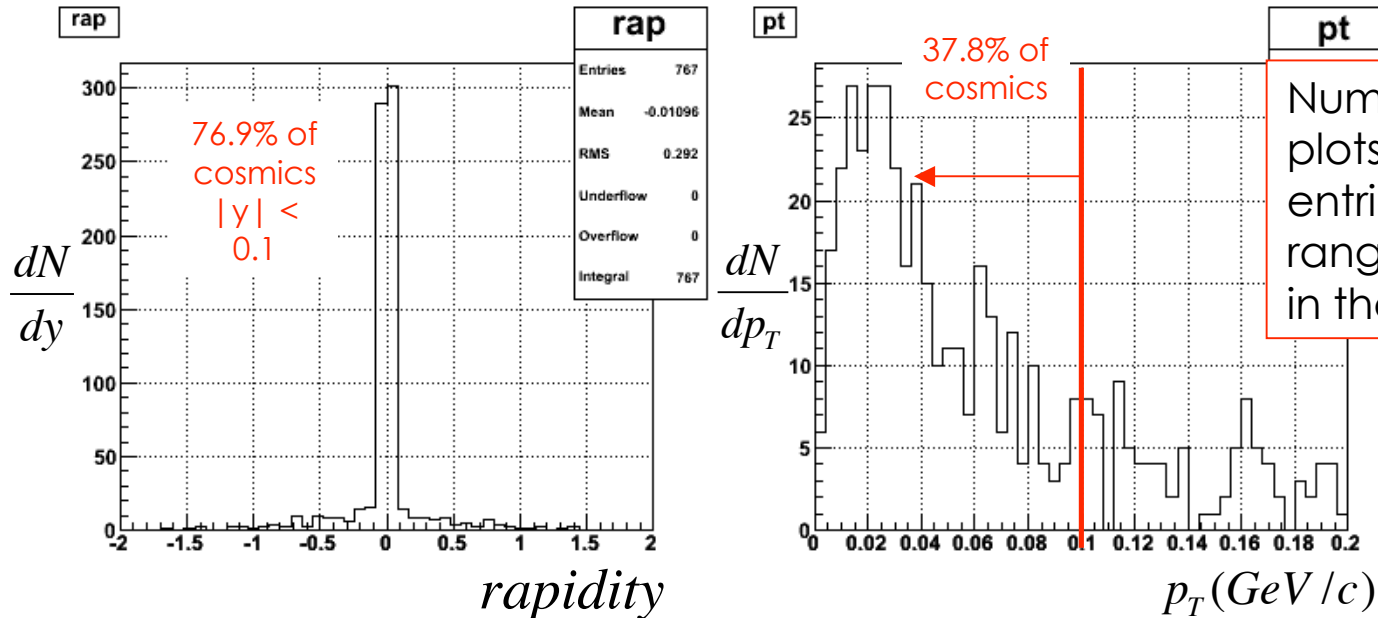 rap
rap
Entries 767
Mean -0.01096
RMS 0.292
Underflow 0
Overflow 0
Integral 767
76.9% of
cosmics
|y| <
0.1
dN
dy
300
250
200
150
100
50
0
-2 -1.5 -1 -0.5 0 0.5 1 1.5 2
rapidity
pt
pt
37.8% of
cosmics
Num
plots
entri
rang
in the
dN
dp_T
25
20
15
10
5
0
0 0.02 0.04 0.06 0.08 0.1 0.12 0.14 0.16 0.18 0.2
p_T (GeV/c)